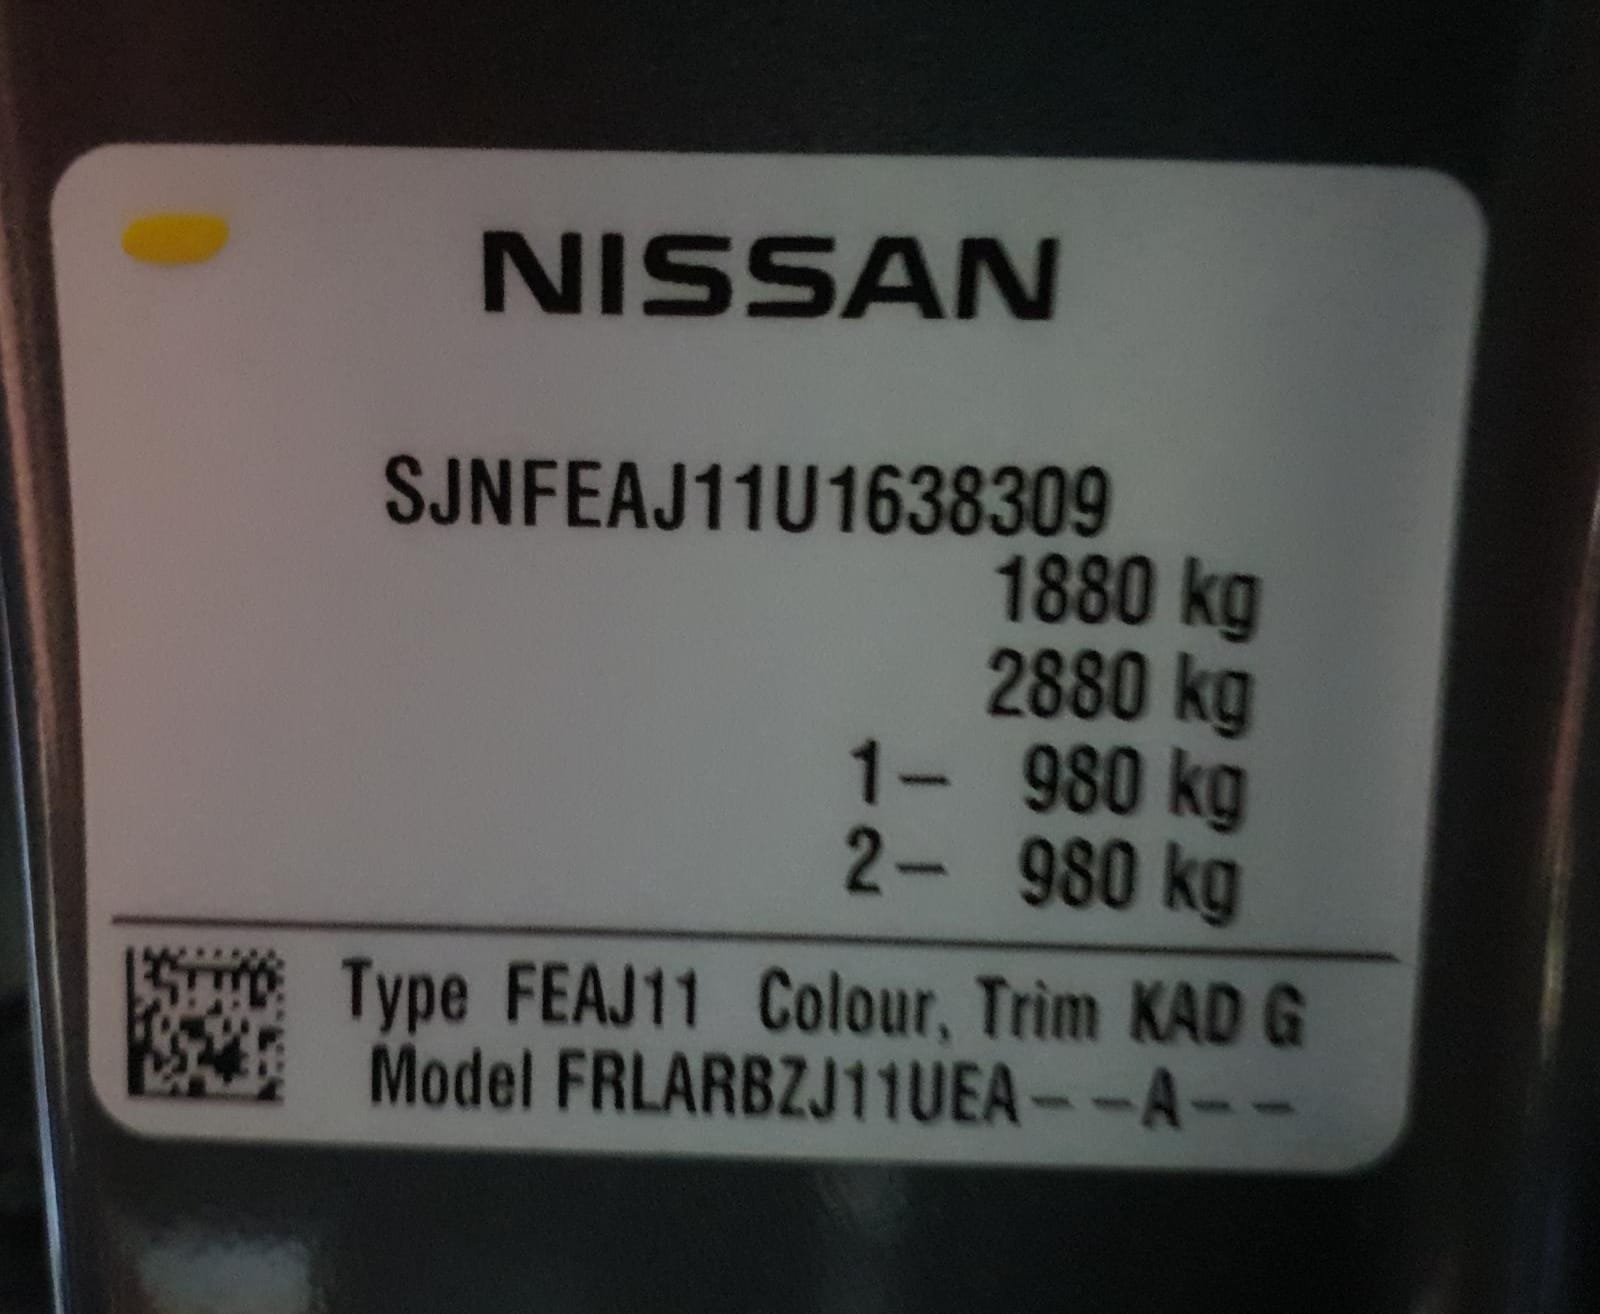 NISSAN
SJNFEAJ11U1638309
1880 kg
2880 kg
1– 980 kg
2– 980 kg
Type FEAJ11 Colour, Trim KAD G
Model FRLARBZJ11UEA– –A– –